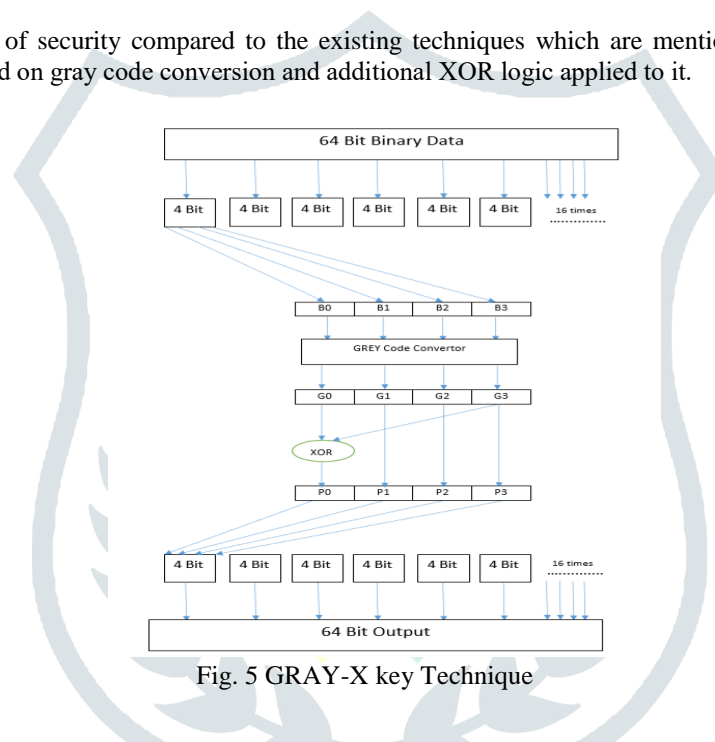 of security compared to the existing techniques which are mentio
d on gray code conversion and additional XOR logic applied to it.
64 Bit Binary Data
4 Bit 4 Bit 4 Bit 4 Bit 4 Bit 4 Bit 16 times
B0 B1 B2 B3
GREY Code Convertor
G0 G1 G2 G3
XOR
P0 P1 P2 P3
4 Bit 4 Bit 4 Bit 4 Bit 4 Bit 4 Bit 16 times
64 Bit Output
Fig. 5 GRAY-X key Technique